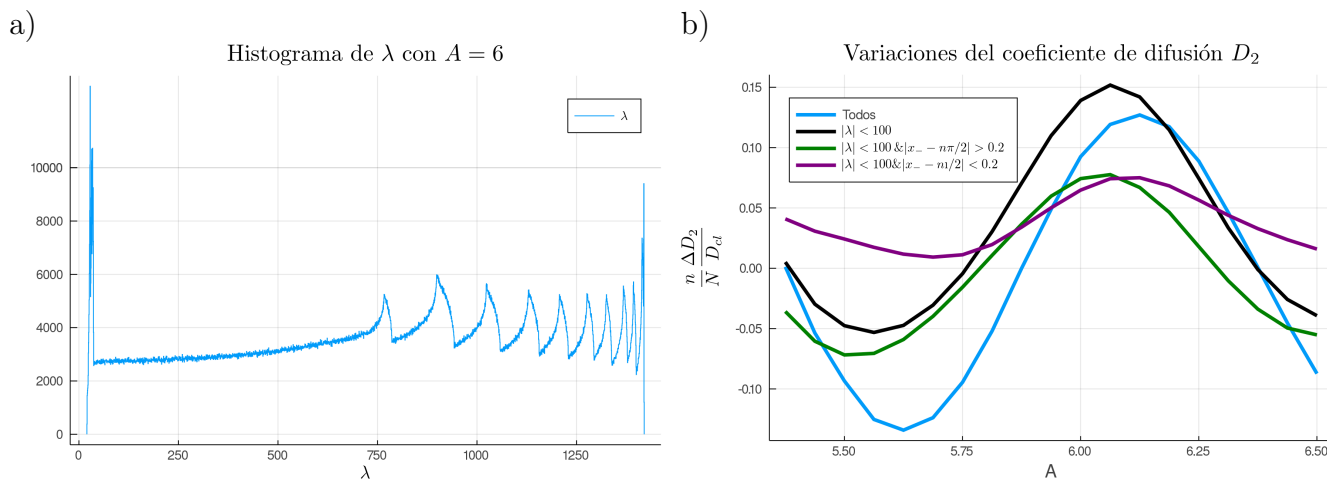 a)
Histograma de λ con A = 6
λ
10000
8000
6000
4000
2000
0
0 250 500 750 1000 1250
λ
b)
Variaciones del coeficiente de difusión D₂
Todos
|λ| < 100
|λ| < 100 &|x₋ - nπ/2| > 0.2
|λ| < 100&|x₋ - nı/2| < 0.2
n/N ΔD₂/D_cl
0.15
0.10
0.05
0.00
-0.05
-0.10
5.50 5.75 6.00 6.25 6.50
A